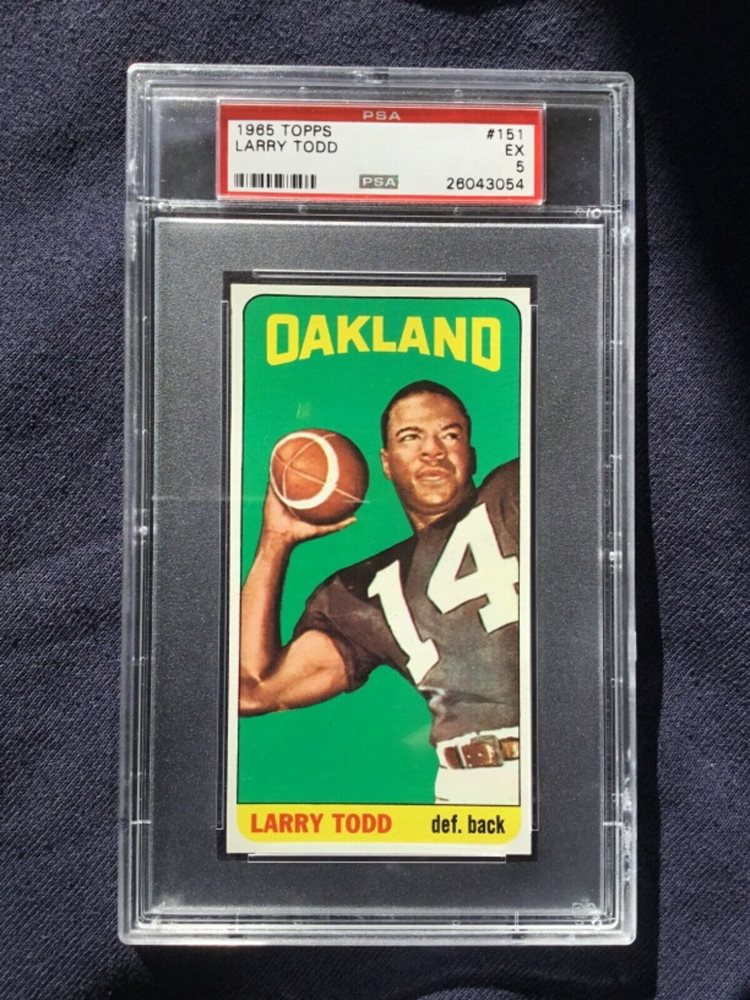 PSA
1965 TOPPS #151
LARRY TODD EX
5
PSA 26043054
OAKLAND
14
LARRY TODD def. back